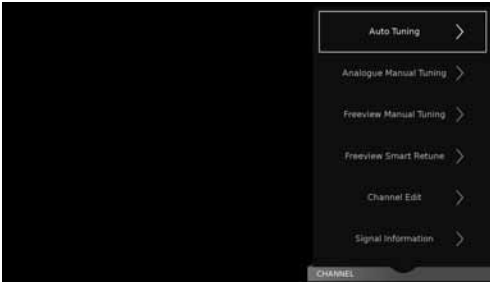 Auto Tuning
Analogue Manual Tuning
Freeview Manual Tuning
Freeview Smart Retune
Channel Edit
Signal Information
CHANNEL